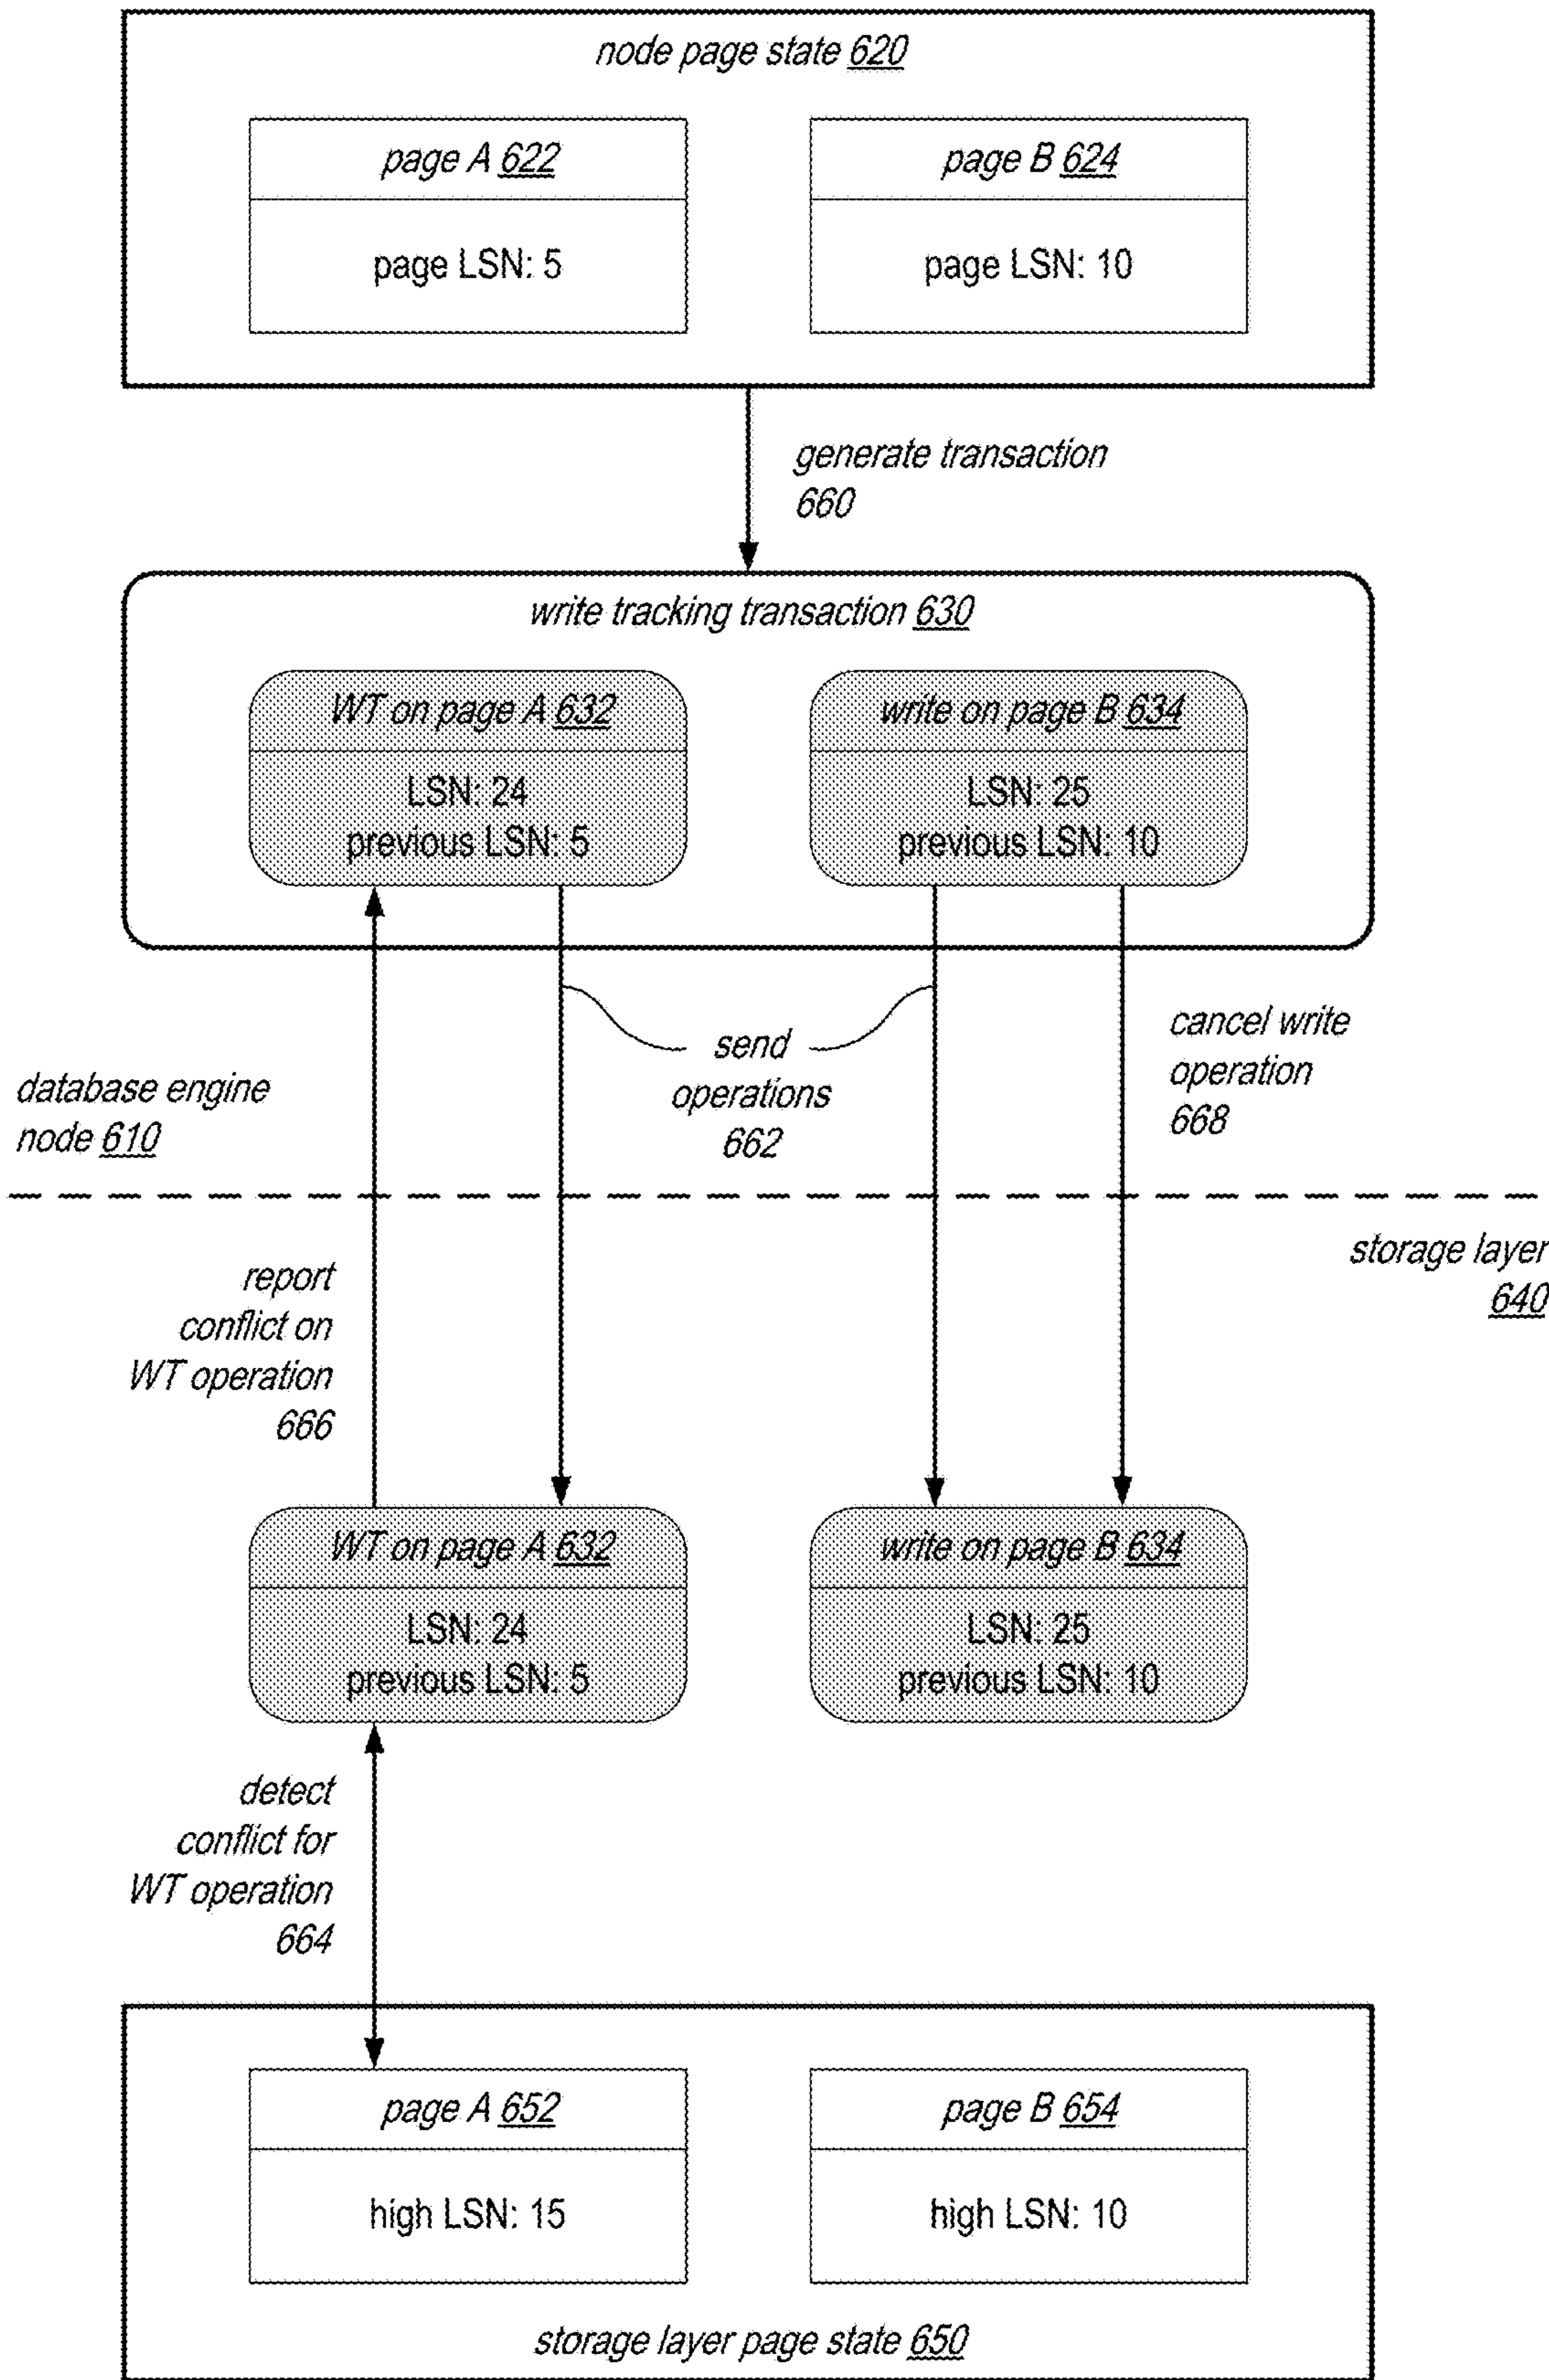 node page state 620
page A 622
page B 624
page LSN: 5
page LSN: 10
generate transaction
660
write tracking transaction 630
WT on page A 632
write on page B 634
LSN: 24
previous LSN: 5
LSN: 25
previous LSN: 10
send
operations
662
cancel write
operation
668
database engine
node 610
storage layer
640
report
conflict on
WT operation
666
WT on page A 632
write on page B 634
LSN: 24
previous LSN: 5
LSN: 25
previous LSN: 10
detect
conflict for
WT operation
664
page A 652
page B 654
high LSN: 15
high LSN: 10
storage layer page state 650